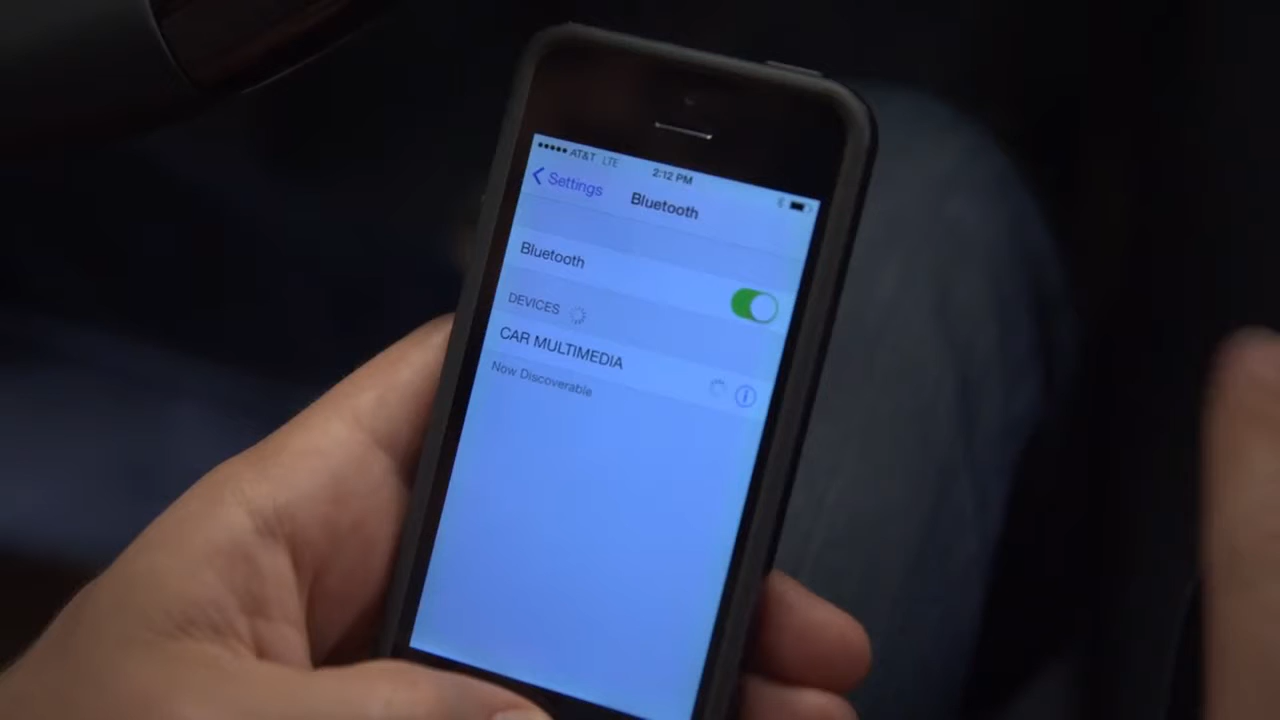 AT&T LTE 2:12 PM
Settings Bluetooth
Bluetooth
DEVICES
CAR MULTIMEDIA
Now Discoverable